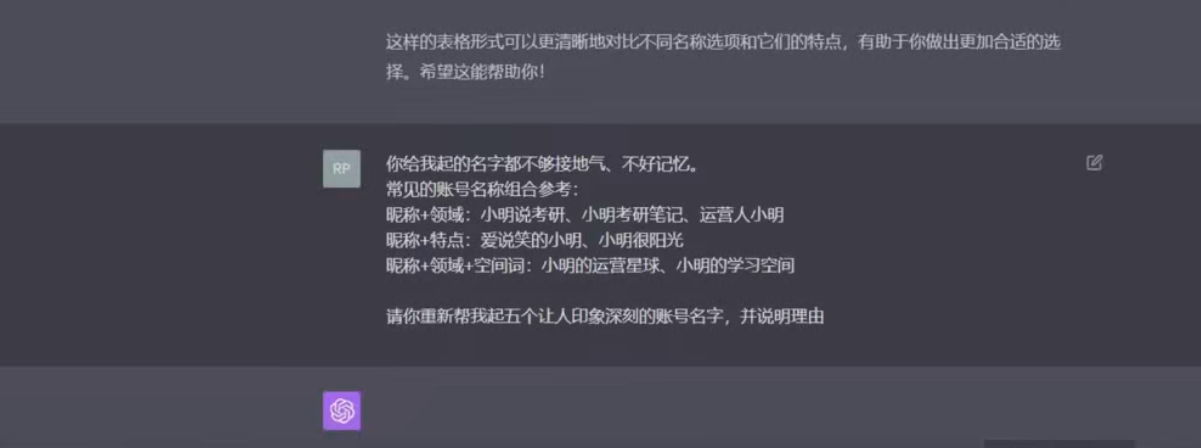 这样的表格形式可以更清晰地对比不同名称选项和它们的特点，有助于你做出更加合适的选
择。希望这能帮助你！
RP
你给我起的名字都不够接地气、不好记忆。
常见的账号名称组合参考：
昵称+领域：小明说考研、小明考研笔记、运营人小明
昵称+特点：爱说笑的小明、小明很阳光
昵称+领域+空间词：小明的运营星球、小明的学习空间
请你重新帮我起五个让人印象深刻的账号名字，并说明理由